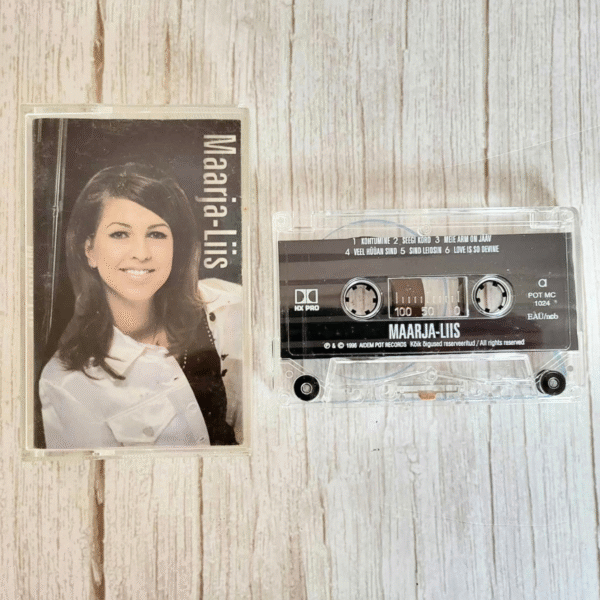 Maarja-Liis
1 KOHTUMINE 2 SEEGI KORD 3 MEIE ARM ON JÄÄV
4 VEEL HÜÜAN SIND 5 SIND LEIDSIN 6 LOVE IS SO DEVINE
HX PRO
100 50 0
a
POT MC
1024
EAÜ/ncb
MAARJA-LIIS
℗ & © 1996 AIDEM POT RECORDS Kõik õigused reserveeritud / All rights reserved